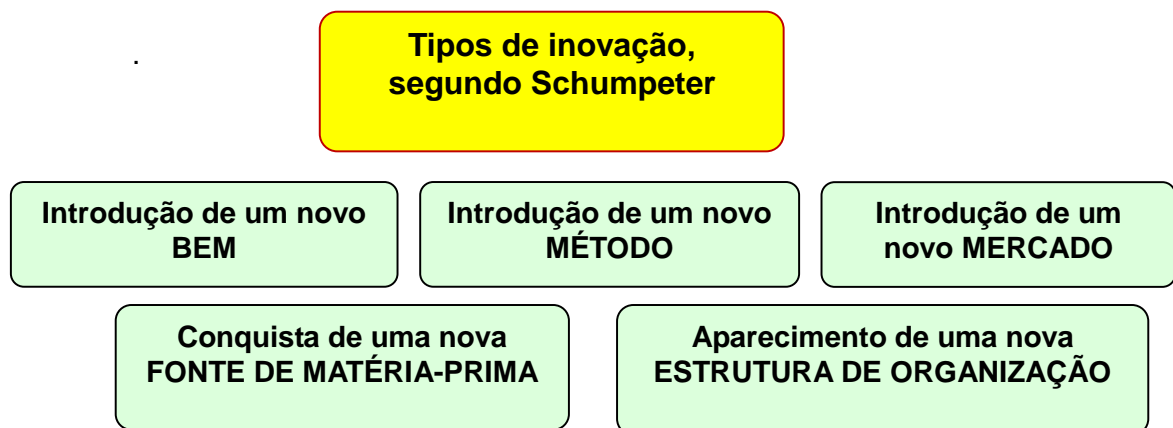 .
Tipos de inovação,
segundo Schumpeter
Introdução de um novo
BEM
Introdução de um novo
MÉTODO
Introdução de um
novo MERCADO
Conquista de uma nova
FONTE DE MATÉRIA-PRIMA
Aparecimento de uma nova
ESTRUTURA DE ORGANIZAÇÃO